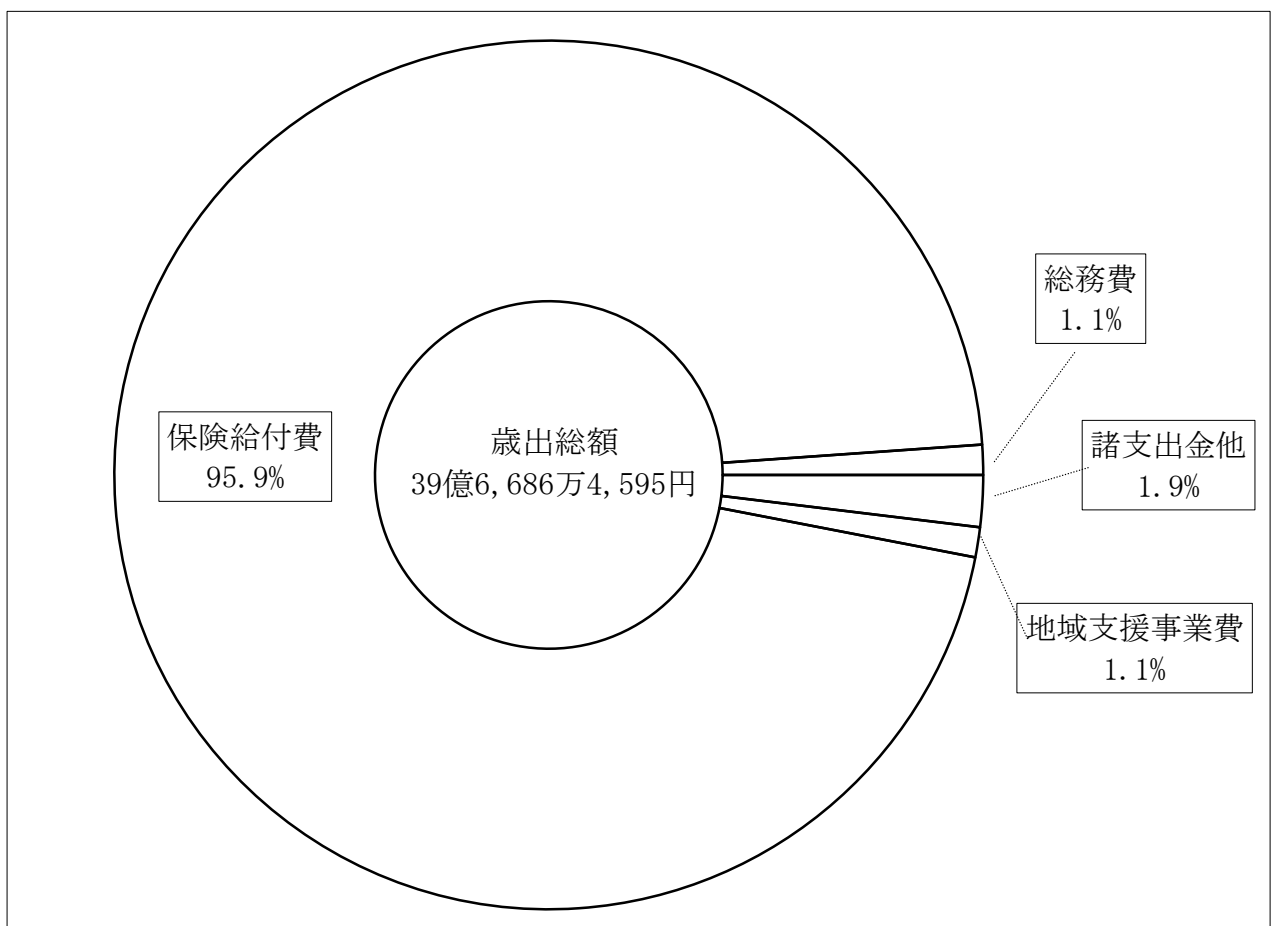 総務費
1.1%
保険給付費
95.9%
歳出総額
39億6,686万4,595円
諸支出金他
1.9%
地域支援事業費
1.1%